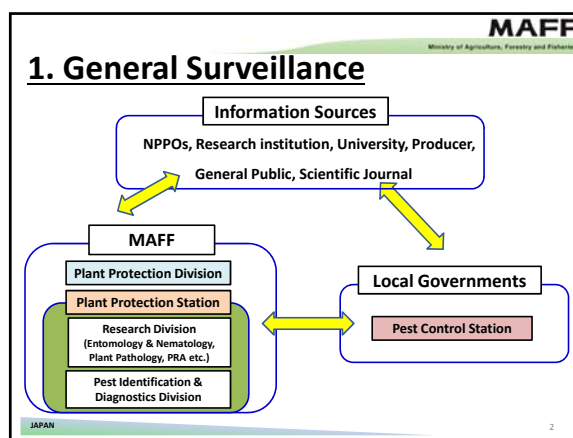 MAFF
Ministry of Agriculture, Forestry and Fisheries
1. General Surveillance
Information Sources
NPPOs, Research institution, University, Producer,
General Public, Scientific Journal
MAFF
Plant Protection Division
Plant Protection Station
Research Division
(Entomology & Nematology,
Plant Pathology, PRA etc.)
Pest Identification &
Diagnostics Division
Local Governments
Pest Control Station
JAPAN
2